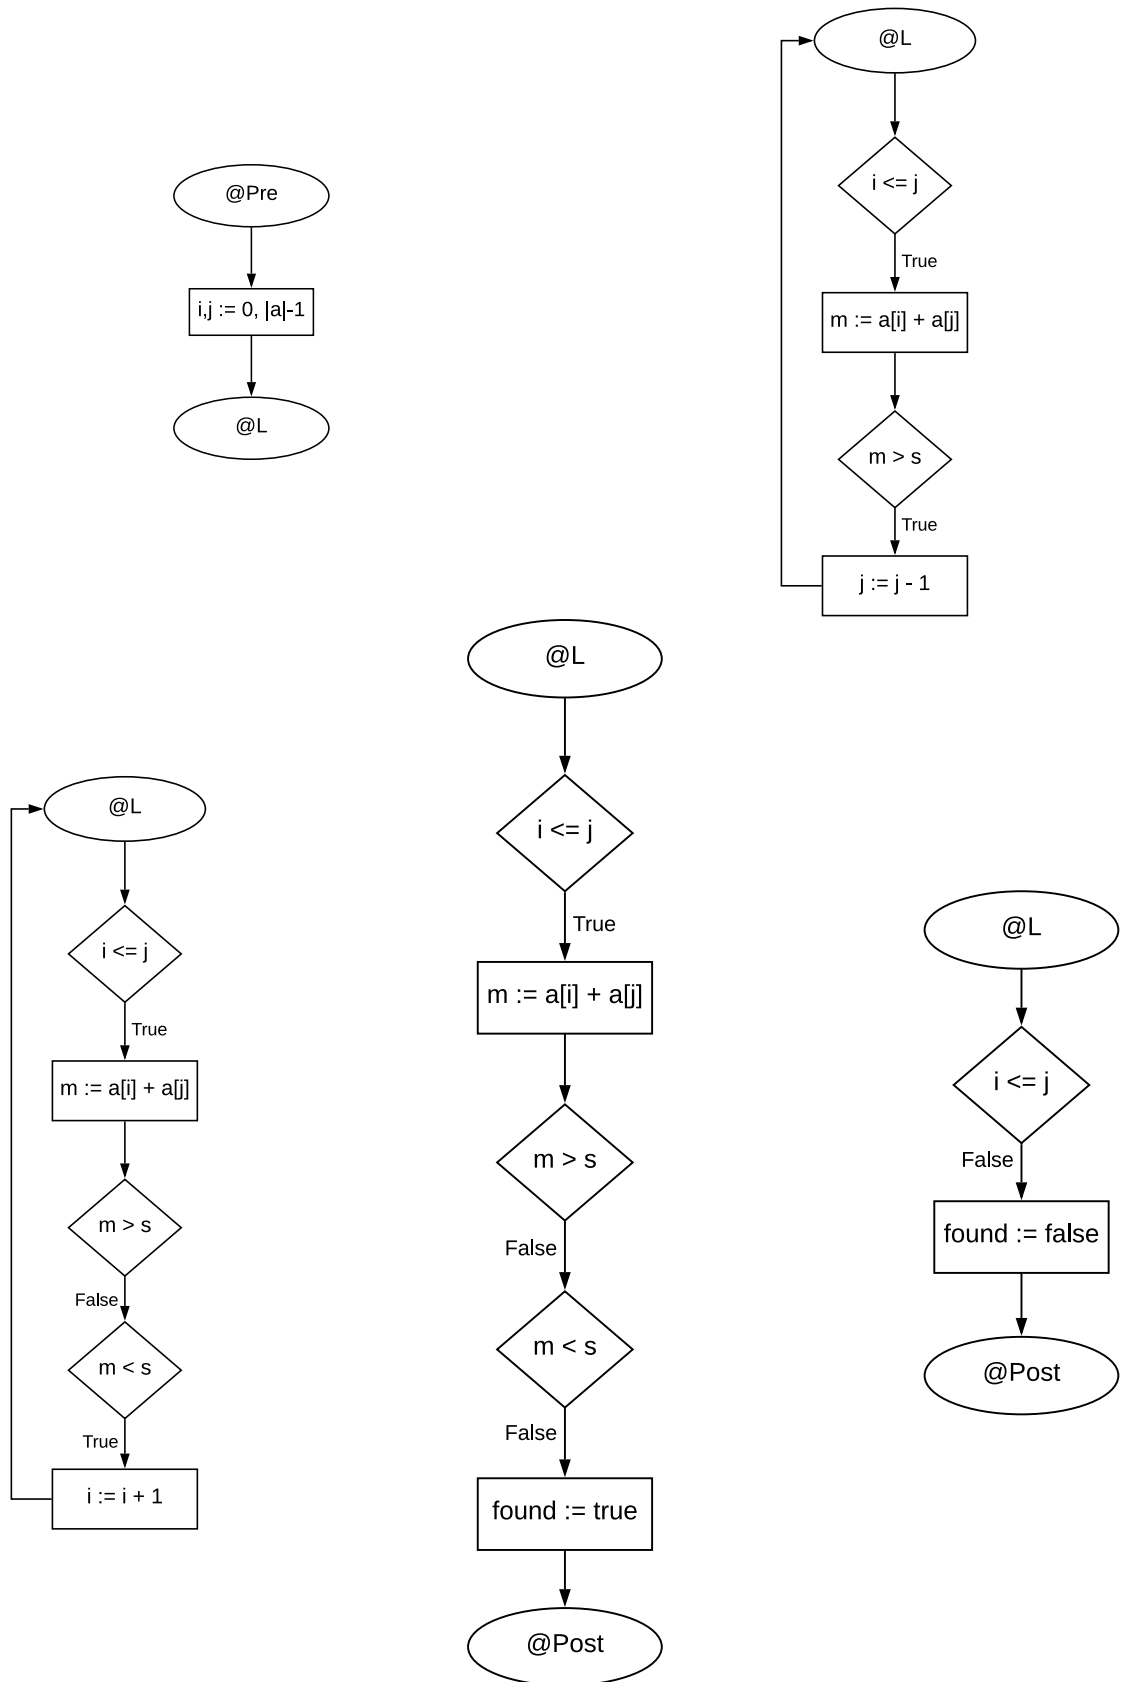 @Pre
i,j := 0, |a|-1
@L
@L
i <= j
True
m := a[i] + a[j]
m > s
True
j := j - 1
@L
i <= j
True
m := a[i] + a[j]
m > s
False
m < s
True
i := i + 1
@L
i <= j
True
m := a[i] + a[j]
m > s
False
m < s
False
found := true
@Post
@L
i <= j
False
found := false
@Post